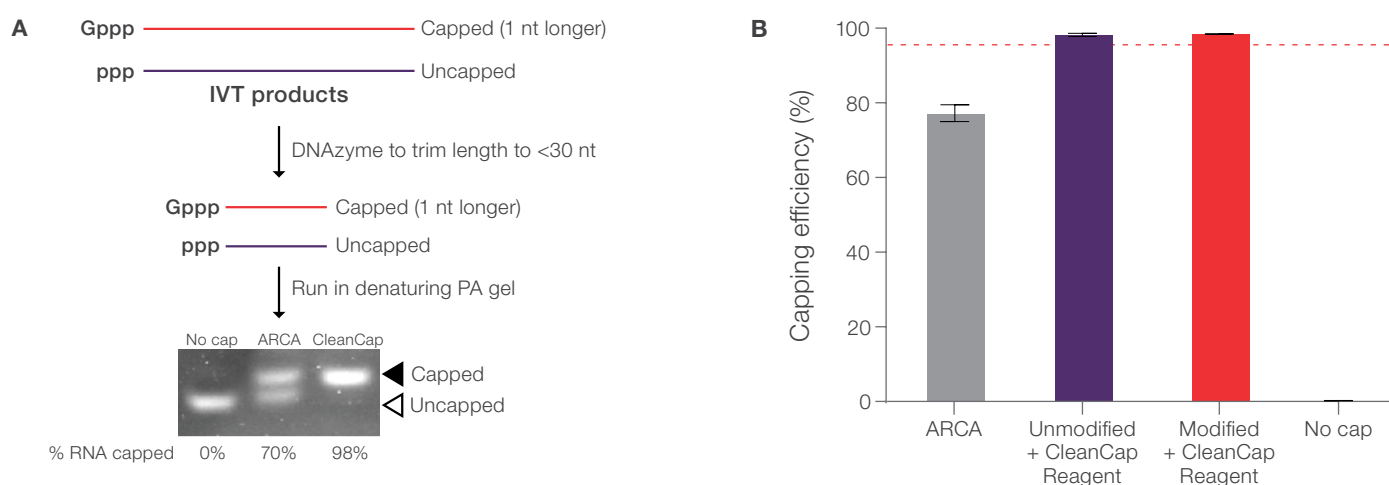 A
Gppp Capped (1 nt longer)
ppp Uncapped
IVT products
DNAzyme to trim length to <30 nt
Gppp Capped (1 nt longer)
ppp Uncapped
Run in denaturing PA gel
No cap ARCA CleanCap
Capped
Uncapped
% RNA capped 0% 70% 98%
B
Capping efficiency (%)
100
80
60
40
20
0
ARCA
Unmodified
+ CleanCap
Reagent
Modified
+ CleanCap
Reagent
No cap